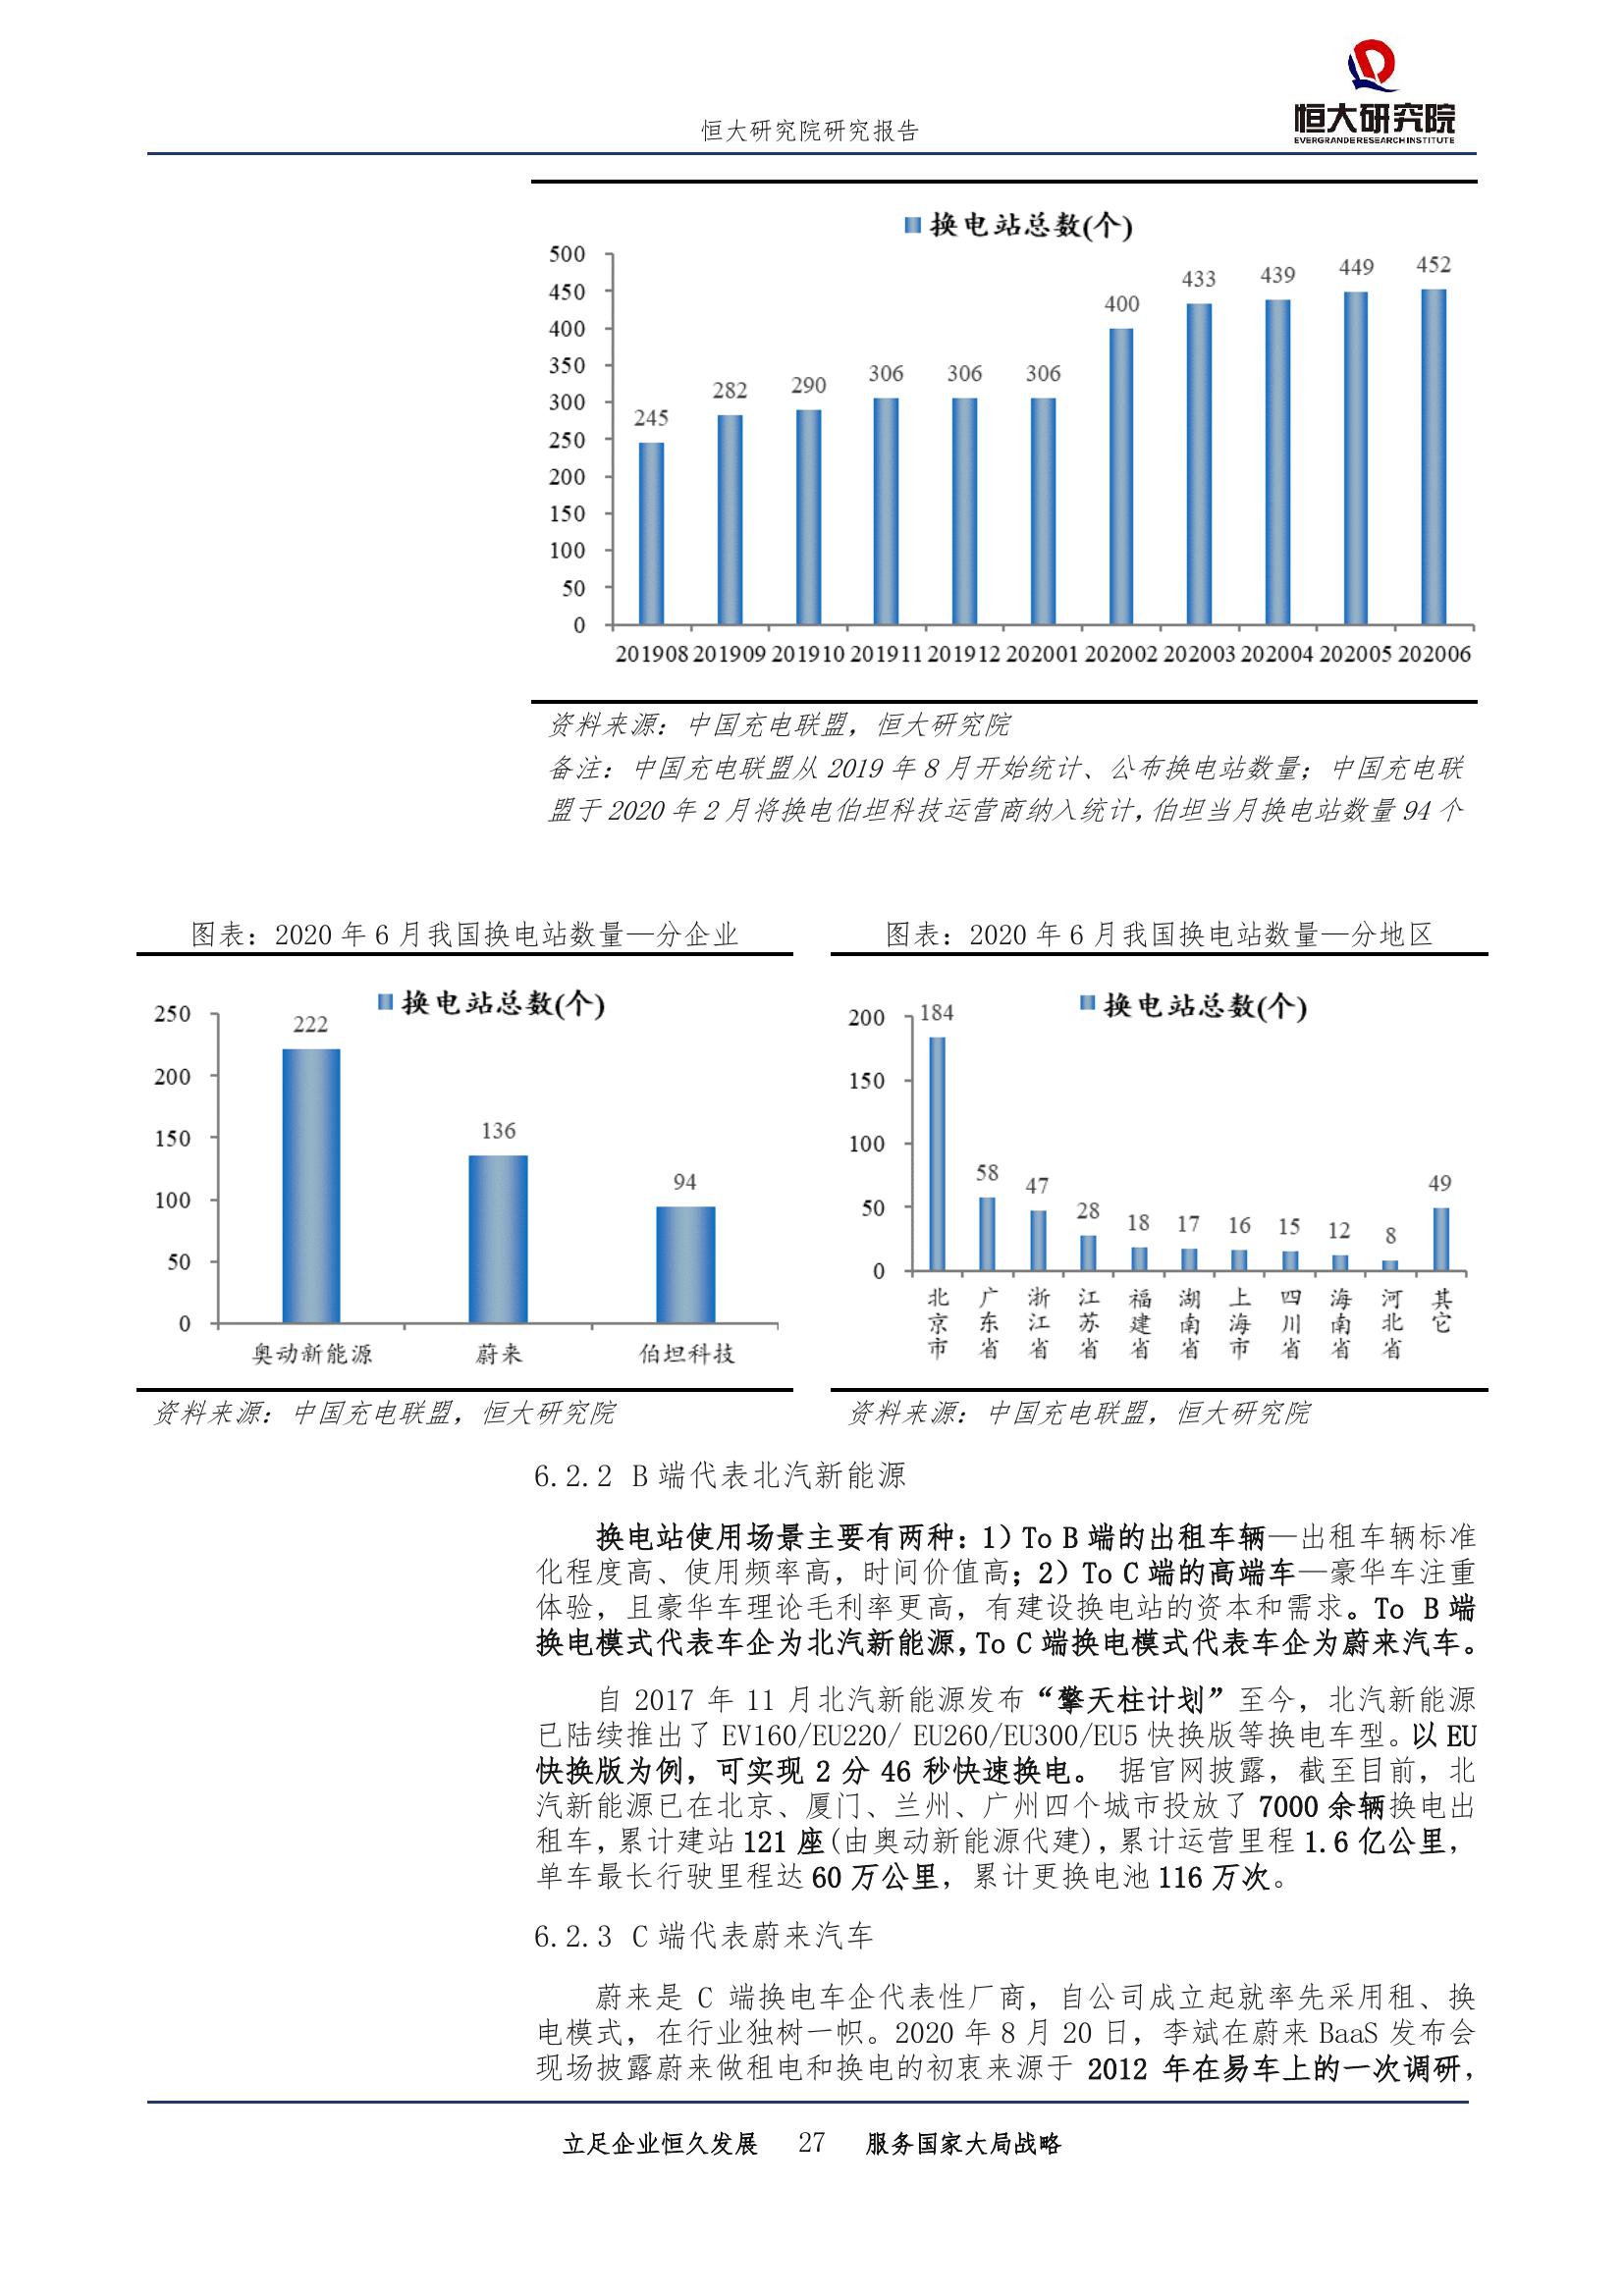 恒大研究院研究报告
恒大研究院
EVERGRANDE RESEARCH INSTITUTE
换电站总数(个)
500
450
400
350
300
250
200
150
100
50
0
245
282
290
306
306
306
400
433
439
449
452
201908 201909 201910 201911 201912 202001 202002 202003 202004 202005 202006
资料来源：中国充电联盟，恒大研究院
备注：中国充电联盟从 2019 年 8 月开始统计、公布换电站数量；中国充电联
盟于 2020 年 2 月将换电伯坦科技运营商纳入统计，伯坦当月换电站数量 94 个
图表：2020 年 6 月我国换电站数量—分企业
换电站总数(个)
250
200
150
100
50
0
222
136
94
奥动新能源 蔚来 伯坦科技
资料来源：中国充电联盟，恒大研究院
图表：2020 年 6 月我国换电站数量—分地区
换电站总数(个)
200
150
100
50
0
184
58
47
28
18
17
16
15
12
8
49
北京市
广东省
浙江省
江苏省
福建省
湖南省
上海市
四川省
海南省
河北省
其它
资料来源：中国充电联盟，恒大研究院
6.2.2 B 端代表北汽新能源
换电站使用场景主要有两种：1）To B 端的出租车辆—出租车辆标准
化程度高、使用频率高，时间价值高；2）To C 端的高端车—豪华车注重
体验，且豪华车理论毛利率更高，有建设换电站的资本和需求。To B 端
换电模式代表车企为北汽新能源，To C 端换电模式代表车企为蔚来汽车。
自 2017 年 11 月北汽新能源发布“擎天柱计划”至今，北汽新能源
已陆续推出了 EV160/EU220/ EU260/EU300/EU5 快换版等换电车型。以 EU
快换版为例，可实现 2 分 46 秒快速换电。 据官网披露，截至目前，北
汽新能源已在北京、厦门、兰州、广州四个城市投放了 7000 余辆换电出
租车，累计建站 121 座(由奥动新能源代建)，累计运营里程 1.6 亿公里，
单车最长行驶里程达 60 万公里，累计更换电池 116 万次。
6.2.3 C 端代表蔚来汽车
蔚来是 C 端换电车企代表性厂商，自公司成立起就率先采用租、换
电模式，在行业独树一帜。2020 年 8 月 20 日，李斌在蔚来 BaaS 发布会
现场披露蔚来做租电和换电的初衷来源于 2012 年在易车上的一次调研，
立足企业恒久发展 27 服务国家大局战略